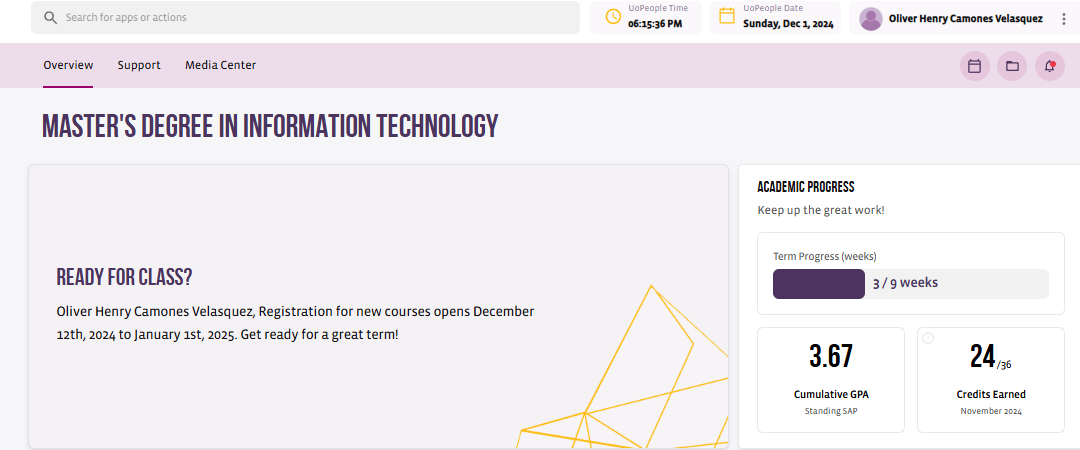 Search for apps or actions
UoPeople Time
06:15:36 PM
UoPeople Date
Sunday, Dec 1, 2024
Oliver Henry Camones Velasquez
Overview
Support
Media Center
MASTER'S DEGREE IN INFORMATION TECHNOLOGY
READY FOR CLASS?
Oliver Henry Camones Velasquez, Registration for new courses opens December
12th, 2024 to January 1st, 2025. Get ready for a great term!
ACADEMIC PROGRESS
Keep up the great work!
Term Progress (weeks)
3 / 9 weeks
3.67
Cumulative GPA
Standing SAP
24/36
Credits Earned
November 2024